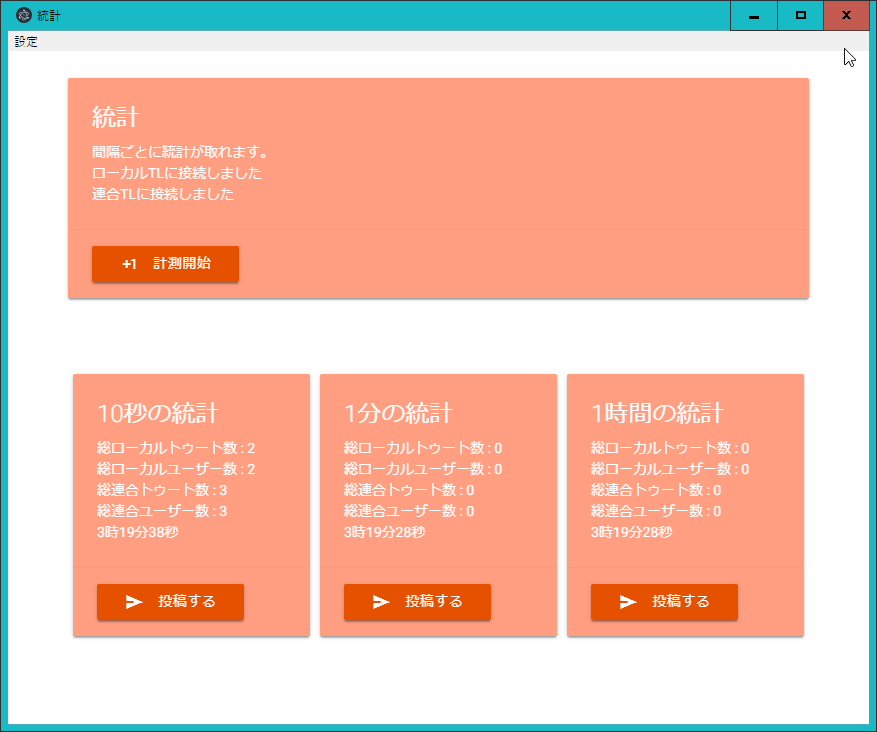 統計
設定
統計
間隔ごとに統計が取れます。
ローカルTLに接続しました
連合TLに接続しました
+1 計測開始
10秒の統計
総ローカルトゥート数 : 2
総ローカルユーザー数 : 2
総連合トゥート数 : 3
総連合ユーザー数 : 3
3時19分38秒
投稿する
1分の統計
総ローカルトゥート数 : 0
総ローカルユーザー数 : 0
総連合トゥート数 : 0
総連合ユーザー数 : 0
3時19分28秒
投稿する
1時間の統計
総ローカルトゥート数 : 0
総ローカルユーザー数 : 0
総連合トゥート数 : 0
総連合ユーザー数 : 0
3時19分28秒
投稿する